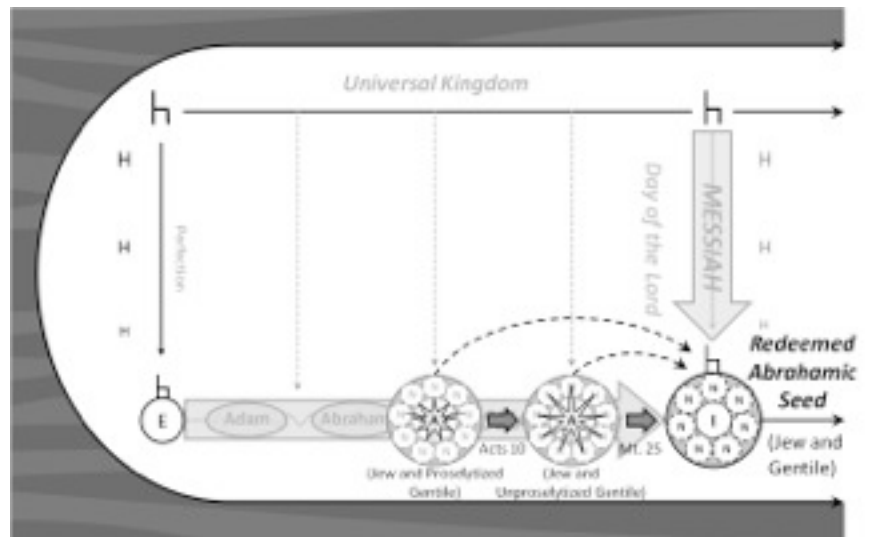 Universal Kingdom
H
H
H
H
H
H
Perfection
Day of the Lord
MESSIAH
Redeemed
Abrahamic
Seed
E
Adam
Abraham
A
A
Acts 10
Mt. 25
(Jew and Proselytized
Gentile)
(Jew and
Unproselytized Gentile)
(Jew and
Gentile)